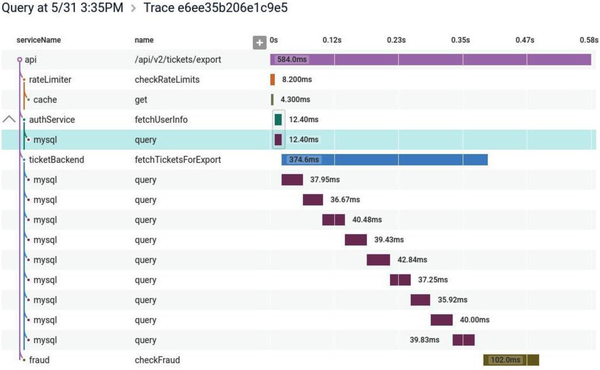 Query at 5/31 3:35PM > Trace e6ee35b206e1c9e5
serviceName name + 0s 0.12s 0.23s 0.35s 0.47s 0.58s
api /api/v2/tickets/export 584.0ms
rateLimiter checkRateLimits 8.200ms
cache get 4.300ms
authService fetchUserInfo 12.40ms
mysql query 12.40ms
ticketBackend fetchTicketsForExport 374.6ms
mysql query 37.95ms
mysql query 36.67ms
mysql query 40.48ms
mysql query 39.43ms
mysql query 42.84ms
mysql query 37.25ms
mysql query 35.92ms
mysql query 40.00ms
mysql query 39.83ms
fraud checkFraud 102.0ms